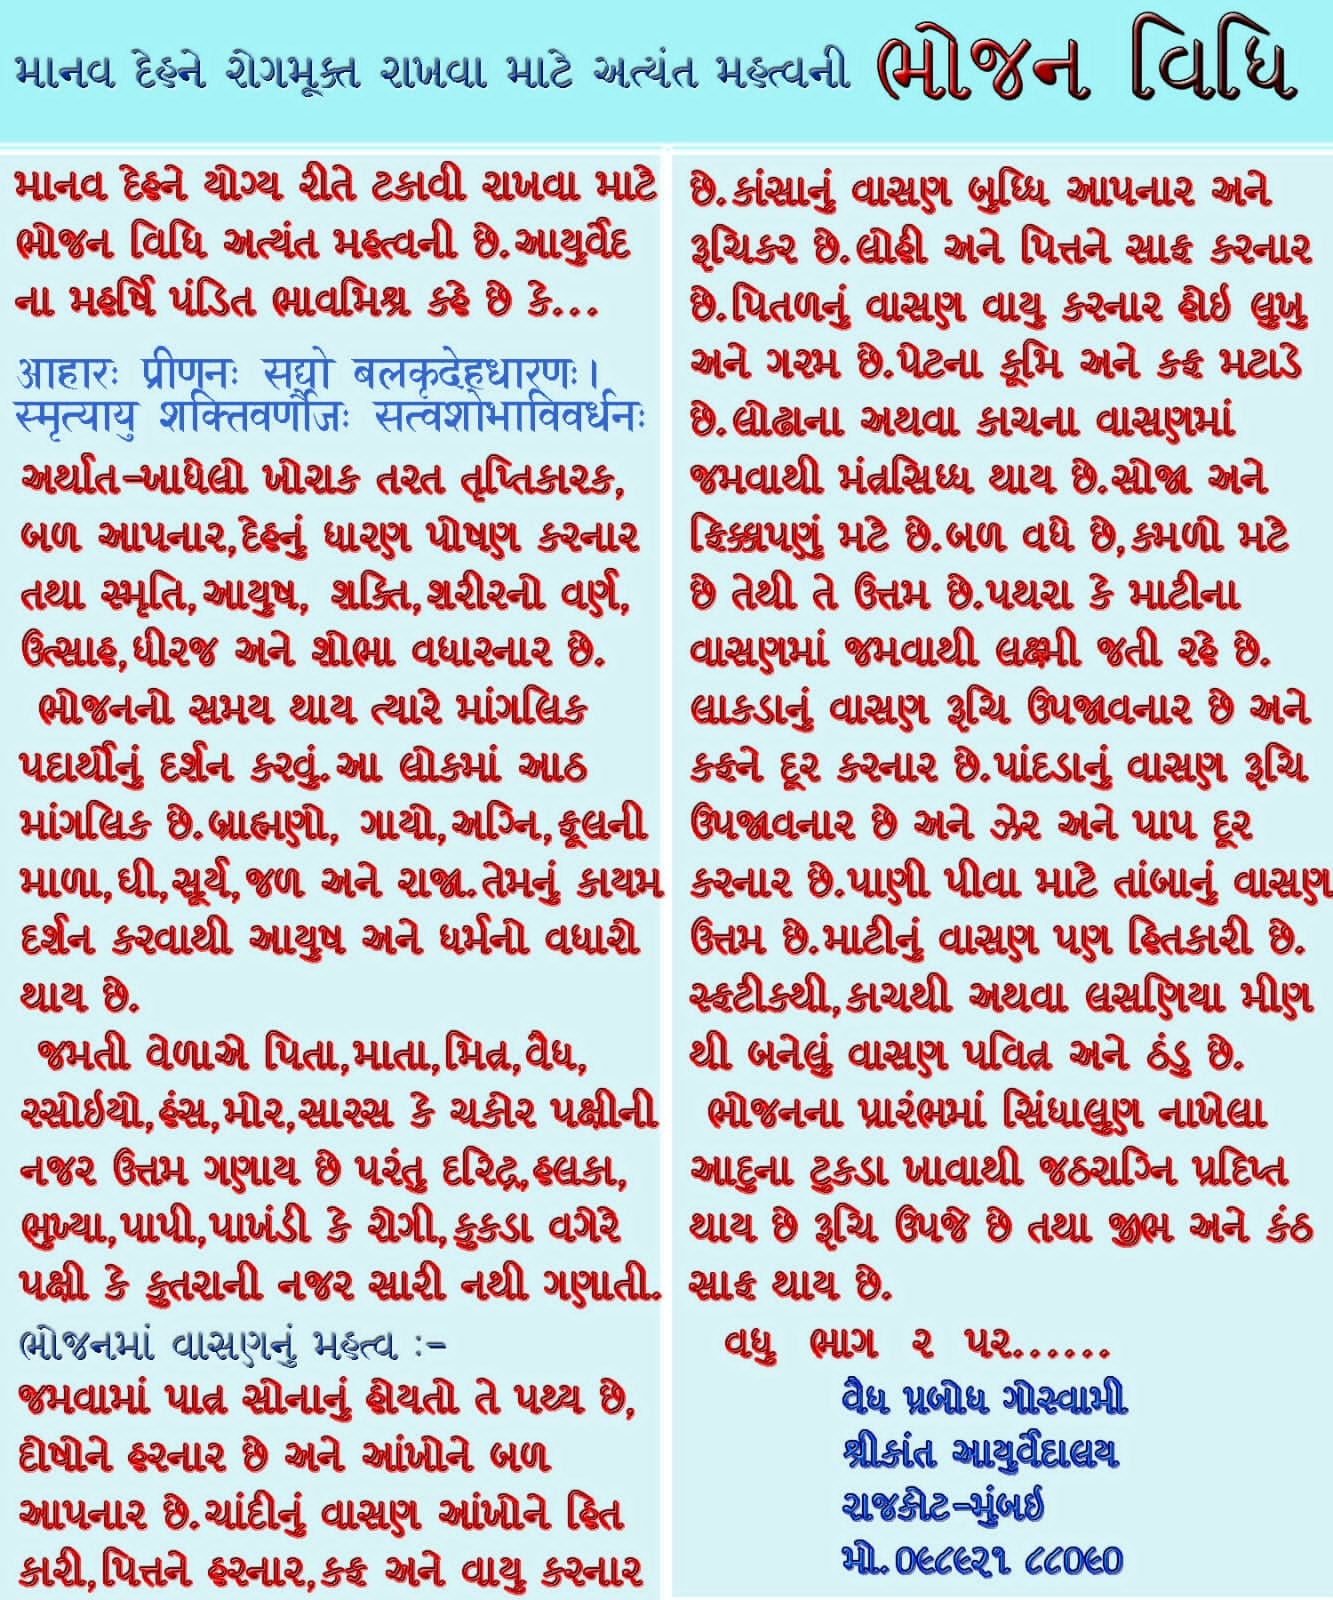 માનવ દેહને રોગમૂક્ત રાખવા માટે અત્યંત મહત્વની ભોજન વિધિ
માનવ દેહને યોગ્ય રીતે ટકાવી રાખવા માટે
ભોજન વિધિ અત્યંત મહત્વની છે.આયુર્વેદ
ના મહર્ષિ પંડિત ભાવમિશ્ર કહે છે કે...
आहारः प्रीणनः सद्यो बलकृदेहधारणः।
स्मृत्यायु शक्तिवर्णौजः सत्वशोभाविवर्धनः
અર્થાત-ખાધેલો ખોરાક તરત તૃપ્તિકારક,
બળ આપનાર,દેહનું ધારણ પોષણ કરનાર
તથા સ્મૃતિ,આયુષ, શક્તિ,શરીરનો વર્ણ,
ઉત્સાહ,ધીરજ અને શોભા વધારનાર છે.
ભોજનનો સમય થાય ત્યારે માંગલિક
પદાર્થોનું દર્શન કરવું.આ લોકમાં આઠ
માંગલિક છે.બ્રાહ્મણો, ગાયો,અગ્નિ,ફૂલની
માળા,ઘી,સૂર્ય,જળ અને રાજા.તેમનું કાયમ
દર્શન કરવાથી આયુષ અને ધર્મનો વધારો
થાય છે.
જમતી વેળાએ પિતા,માતા,મિત્ર,વૈધ,
રસોઇયો,હંસ,મોર,સારસ કે ચકોર પક્ષીની
નજર ઉત્તમ ગણાય છે પરંતુ દરિદ્ર,હલકા,
ભુખ્યા,પાપી,પાખંડી કે રોગી,કુકડા વગેરે
પક્ષી કે કુતરાની નજર સારી નથી ગણાતી.
ભોજનમાં વાસણનું મહત્વ :-
જમવામાં પાત્ર સોનાનું હોયતો તે પથ્ય છે,
દોષોને હરનાર છે અને આંખોને બળ
આપનાર છે.ચાંદીનું વાસણ આંખોને હિત
કારી,પિત્તને હરનાર,કફ અને વાયુ કરનાર
છે.કાંસાનું વાસણ બુધ્ધિ આપનાર અને
રૂચિકર છે.લોહી અને પિત્તને સાફ કરનાર
છે.પિતળનું વાસણ વાયુ કરનાર હોઇ લુખુ
અને ગરમ છે.પેટના કૃમિ અને કફ મટાડે
છે.લોઢાના અથવા કાચના વાસણમાં
જમવાથી મંત્રસિધ્ધ થાય છે.સોજા અને
ફિક્કાપણું મટે છે.બળ વધે છે,કમળો મટે
છે તેથી તે ઉત્તમ છે.પથરા કે માટીના
વાસણમાં જમવાથી લક્ષ્મી જતી રહે છે.
લાકડાનું વાસણ રૂચિ ઉપજાવનાર છે અને
કફને દૂર કરનાર છે.પાંદડાનું વાસણ રૂચિ
ઉપજાવનાર છે અને ઝેર અને પાપ દૂર
કરનાર છે.પાણી પીવા માટે તાંબાનું વાસણ
ઉત્તમ છે.માટીનું વાસણ પણ હિતકારી છે.
સ્ફટીકથી,કાચથી અથવા લસણિયા મીણ
થી બનેલું વાસણ પવિત્ર અને ઠંડુ છે.
ભોજનના પ્રારંભમાં સિંધાલુણ નાખેલા
આદુના ટુકડા ખાવાથી જઠરાગ્નિ પ્રદિપ્ત
થાય છે રૂચિ ઉપજે છે તથા જીભ અને કંઠ
સાફ થાય છે.
વધુ ભાગ ૨ પર......
વૈધ પ્રબોધ ગોસ્વામી
શ્રીકાંત આયુર્વેદાલય
રાજકોટ-મુંબઇ
મો.૦૯૮૯૨૧ ૮૮૦૯૦